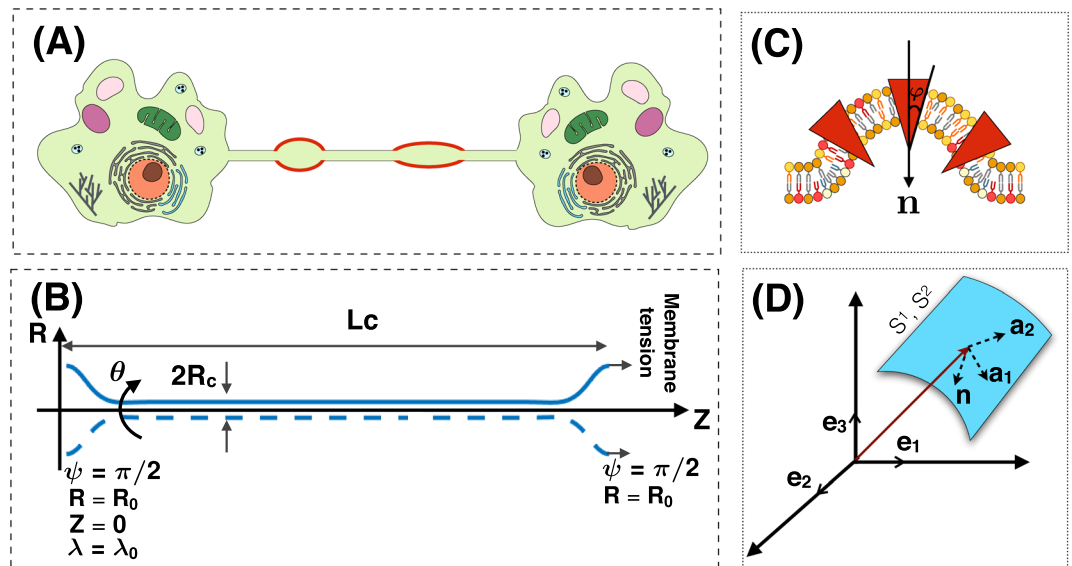 (A)
(C)
φ
n
(B)
R
Lc
Membrane
tension
θ
2Rc
Z
ψ = π/2
R = R₀
Z = 0
λ = λ₀
ψ = π/2
R = R₀
(D)
S¹, S²
a₂
a₁
n
e₃
e₁
e₂